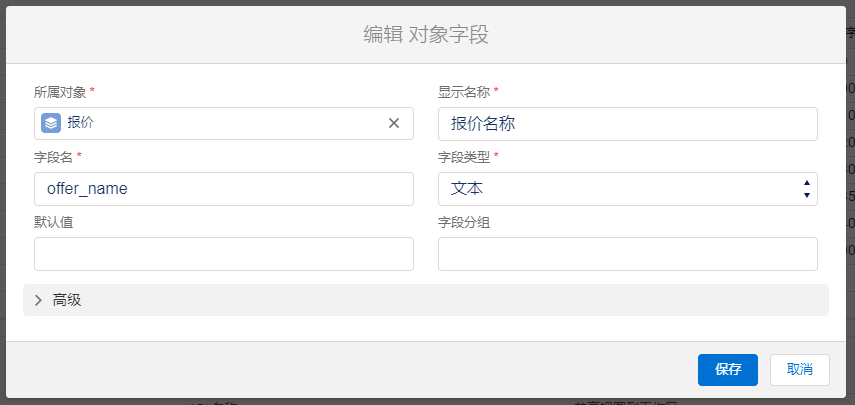 编辑 对象字段
所属对象 *
显示名称 *
报价
报价名称
字段名 *
字段类型 *
offer_name
文本
默认值
字段分组
高级
保存
取消